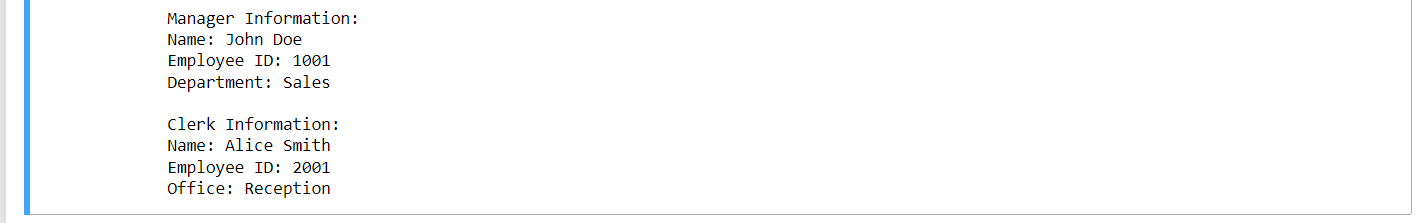 Manager Information:
Name: John Doe
Employee ID: 1001
Department: Sales
Clerk Information:
Name: Alice Smith
Employee ID: 2001
Office: Reception